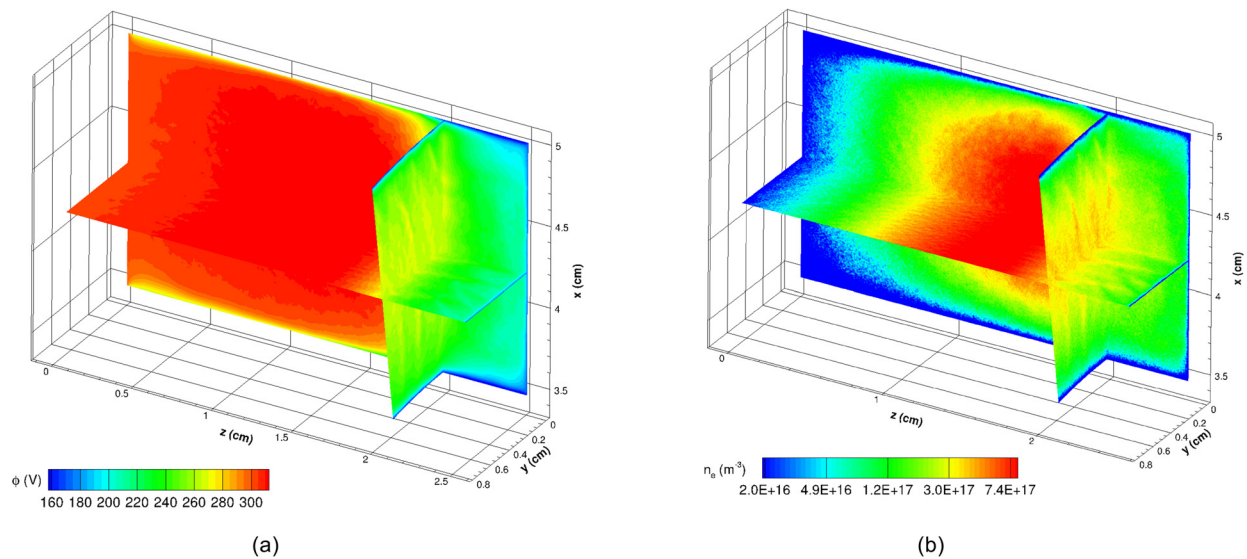 5
4.5
4
3.5
x (cm)
0
0.5
1
1.5
2
2.5
z (cm)
0
0.2
0.4
0.6
0.8
y (cm)
ϕ (V)
160 180 200 220 240 260 280 300
(a)
5
4.5
4
3.5
x (cm)
0
1
2
z (cm)
0
0.2
0.4
0.6
0.8
y (cm)
nₑ (m⁻³)
2.0E+16 4.9E+16 1.2E+17 3.0E+17 7.4E+17
(b)